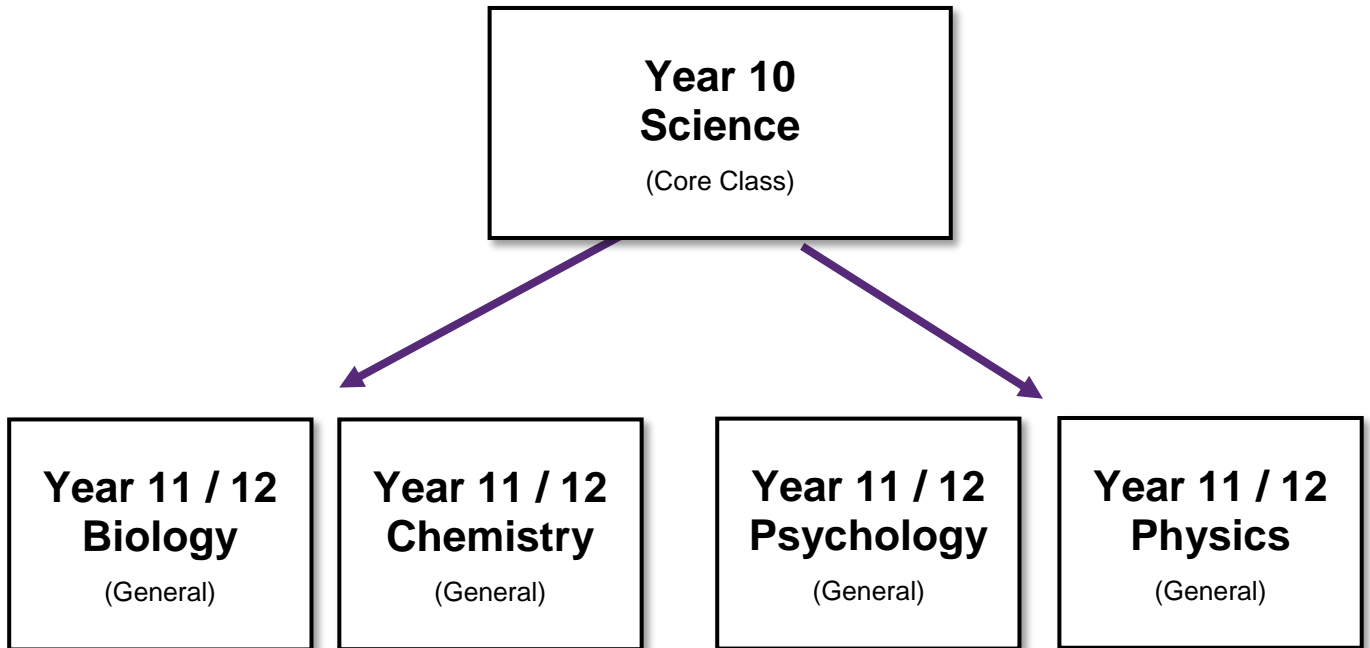 Year 10
Science
(Core Class)
Year 11 / 12
Biology
(General)
Year 11 / 12
Chemistry
(General)
Year 11 / 12
Psychology
(General)
Year 11 / 12
Physics
(General)